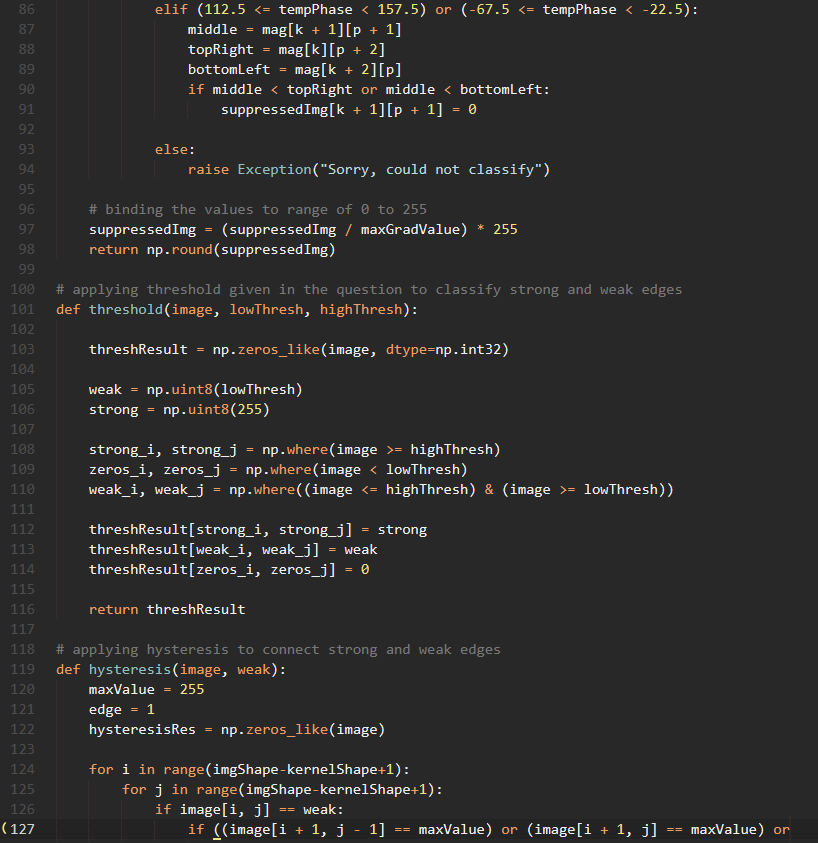 86 elif (112.5 <= tempPhase < 157.5) or (-67.5 <= tempPhase < -22.5):
87 middle = mag[k + 1][p + 1]
88 topRight = mag[k][p + 2]
89 bottomLeft = mag[k + 2][p]
90 if middle < topRight or middle < bottomLeft:
91 suppressedImg[k + 1][p + 1] = 0
92
93 else:
94 raise Exception("Sorry, could not classify")
95
96 # binding the values to range of 0 to 255
97 suppressedImg = (suppressedImg / maxGradValue) * 255
98 return np.round(suppressedImg)
99
100 # applying threshold given in the question to classify strong and weak edges
101 def threshold(image, lowThresh, highThresh):
102
103 threshResult = np.zeros_like(image, dtype=np.int32)
104
105 weak = np.uint8(lowThresh)
106 strong = np.uint8(255)
107
108 strong_i, strong_j = np.where(image >= highThresh)
109 zeros_i, zeros_j = np.where(image < lowThresh)
110 weak_i, weak_j = np.where((image <= highThresh) & (image >= lowThresh))
111
112 threshResult[strong_i, strong_j] = strong
113 threshResult[weak_i, weak_j] = weak
114 threshResult[zeros_i, zeros_j] = 0
115
116 return threshResult
117
118 # applying hysteresis to connect strong and weak edges
119 def hysteresis(image, weak):
120 maxValue = 255
121 edge = 1
122 hysteresisRes = np.zeros_like(image)
123
124 for i in range(imgShape-kernelShape+1):
125 for j in range(imgShape-kernelShape+1):
126 if image[i, j] == weak:
(127 if ((image[i + 1, j - 1] == maxValue) or (image[i + 1, j] == maxValue) or